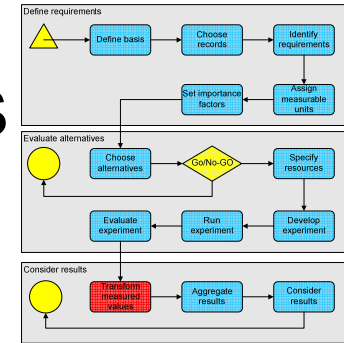 Define requirements
Define basis
Choose
records
Identify
requirements
Set importance
factors
Assign
measurable
units
S
Evaluate alternatives
Choose
alternatives
Go/No-GO
Specify
resources
Evaluate
experiment
Run
experiment
Develop
experiment
Consider results
Transform
measured
values
Aggregate
results
Consider
results